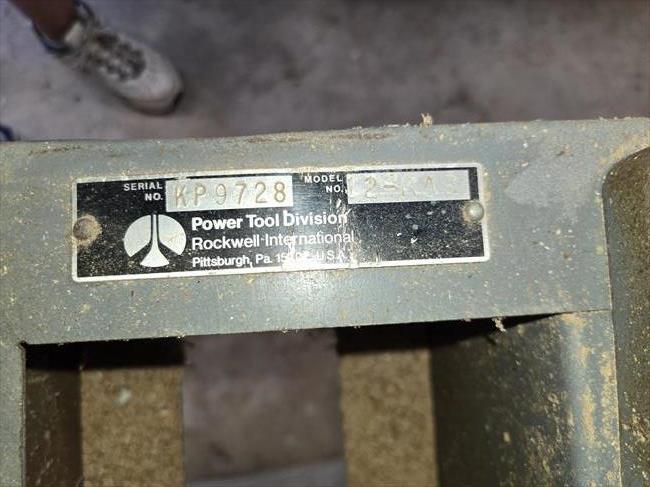 SERIAL NO. KP9728 MODEL NO.
Power Tool Division
Rockwell International
Pittsburgh, Pa. U.S.A.